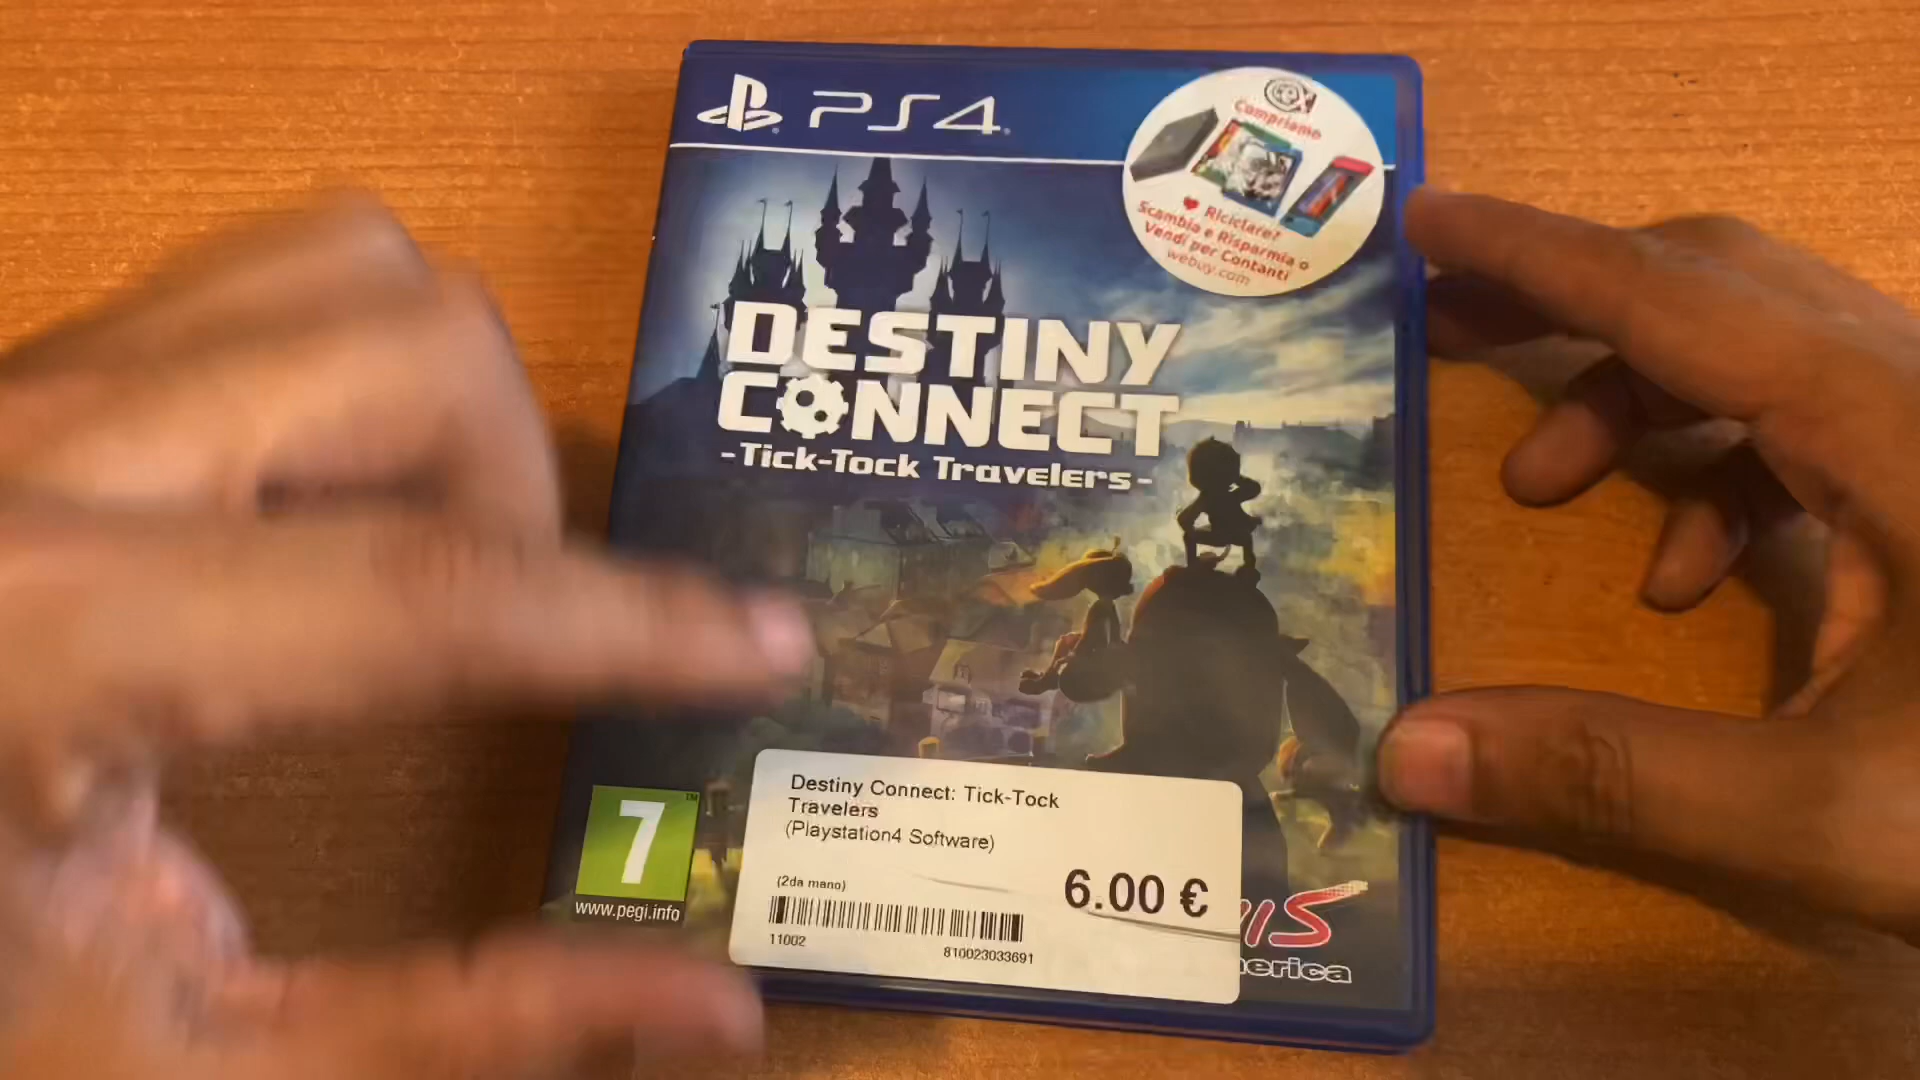 PS4
Compriamo
Riciclare?
Scambia e Risparmia o
Vendi per Contanti
webuy.com
DESTINY
CONNECT
-Tick-Tock Travelers-
Destiny Connect: Tick-Tock
Travelers
(Playstation4 Software)
(2da mano)
6.00 €
11002
810023033691
7
www.pegi.info